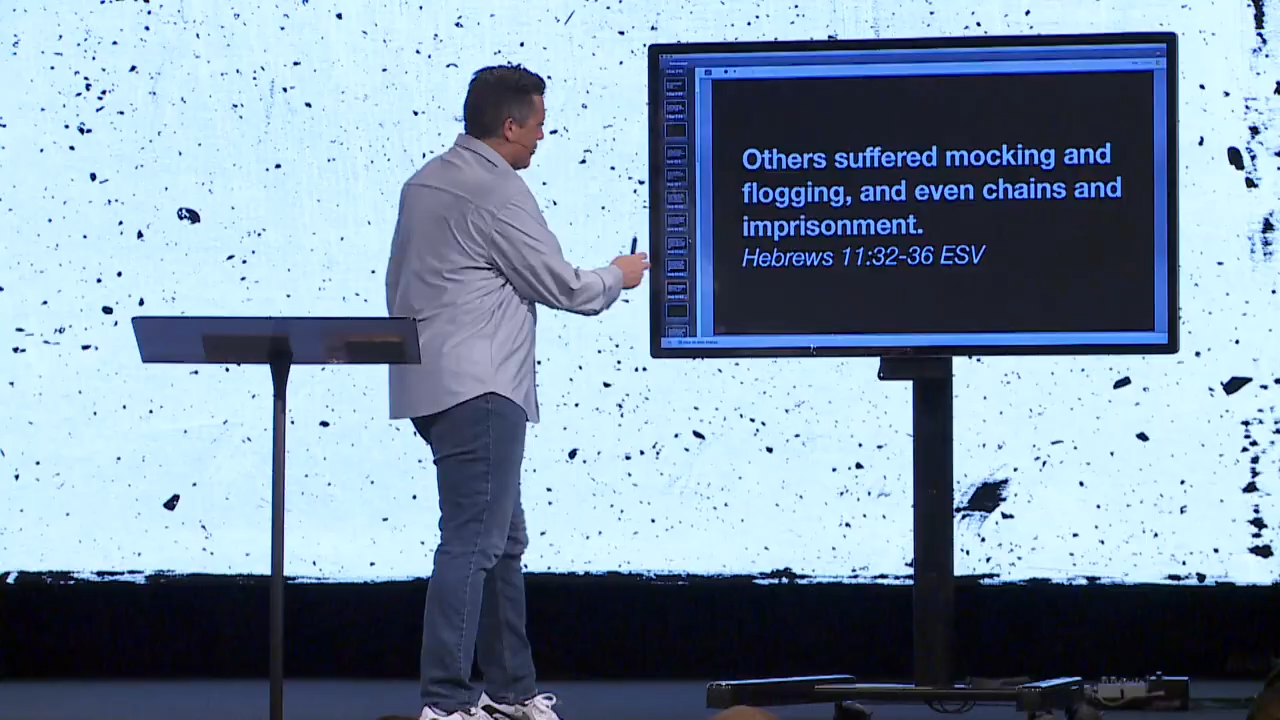 Others suffered mocking and
flogging, and even chains and
imprisonment.
Hebrews 11:32-36 ESV